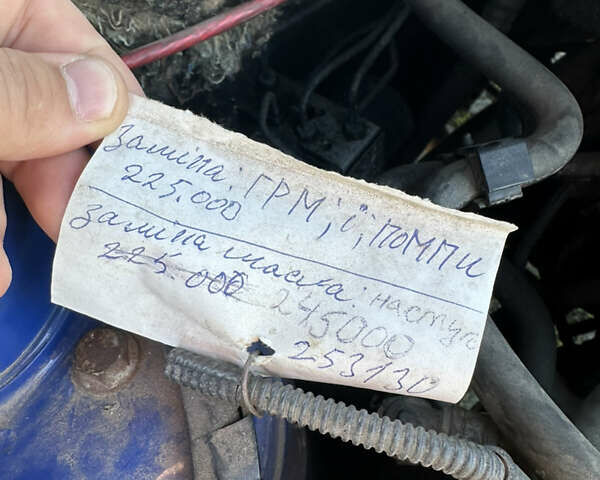 Заміна: ГРМ; і; помпи
225.000
Заміна масла: наступ
225.000 245000
253130